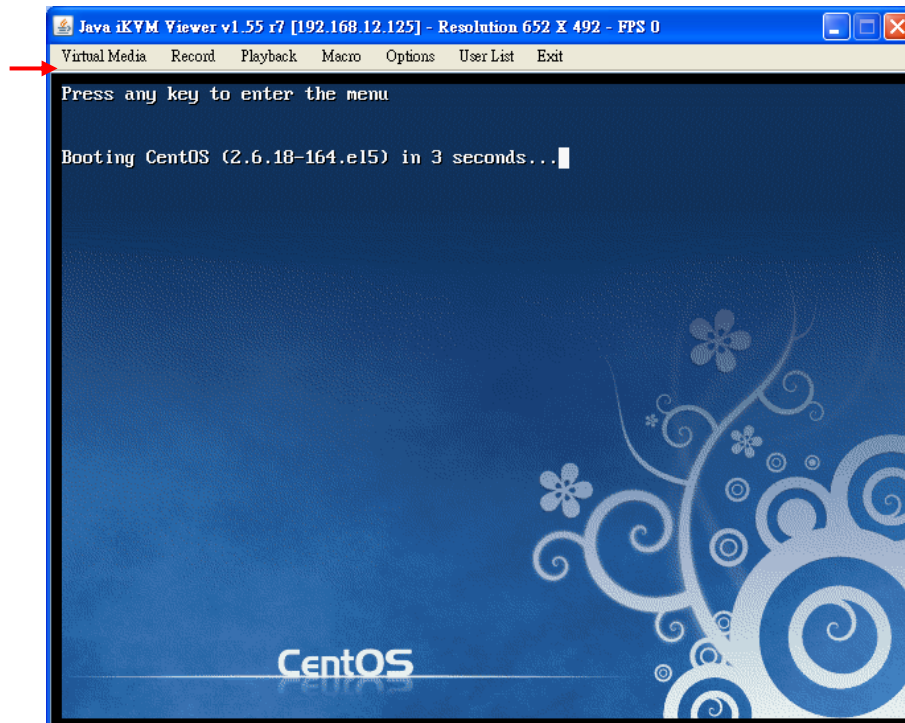 Java iKVM Viewer v1.55 r7 [192.168.12.125] - Resolution 652 X 492 - FPS 0
Virtual Media Record Playback Macro Options User List Exit
Press any key to enter the menu
Booting CentOS (2.6.18-164.el5) in 3 seconds...
CentOS